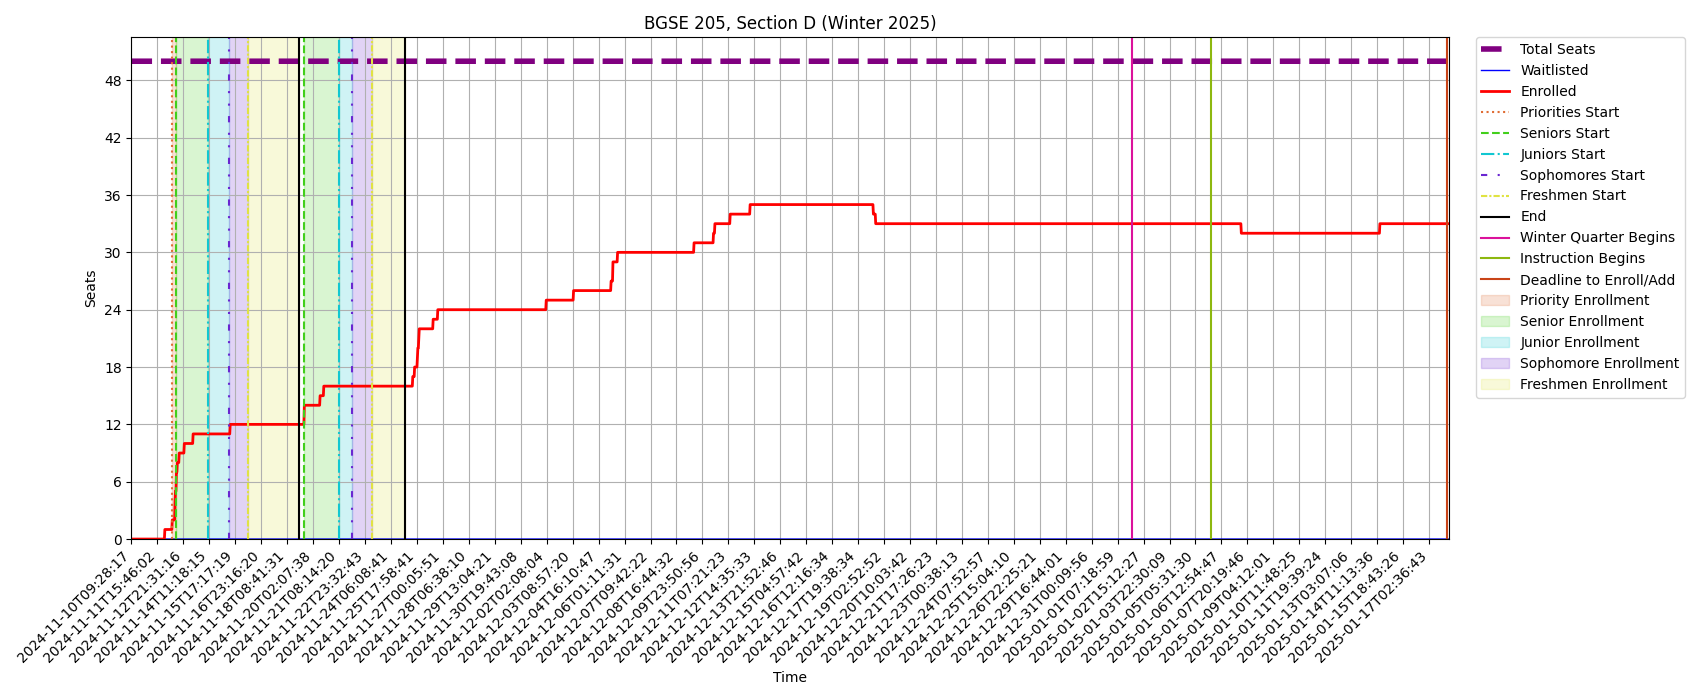 BGSE 205, Section D (Winter 2025)
Seats
48
42
36
30
24
18
12
6
0
2024-11-10T09:28:17
2024-11-11T15:46:02
2024-11-12T21:31:16
2024-11-14T11:18:15
2024-11-15T17:17:19
2024-11-16T23:16:20
2024-11-18T08:41:31
2024-11-20T02:07:38
2024-11-21T08:14:20
2024-11-22T23:32:43
2024-11-24T06:08:41
2024-11-25T17:58:41
2024-11-27T00:05:51
2024-11-28T06:38:10
2024-11-29T13:04:21
2024-11-30T19:43:08
2024-12-02T02:08:04
2024-12-03T08:57:20
2024-12-04T16:10:47
2024-12-06T01:11:31
2024-12-07T09:42:22
2024-12-08T16:44:32
2024-12-09T23:50:56
2024-12-11T07:21:23
2024-12-12T14:35:33
2024-12-13T21:52:46
2024-12-15T04:57:42
2024-12-16T12:16:34
2024-12-17T19:38:34
2024-12-19T02:52:52
2024-12-20T10:03:42
2024-12-21T17:26:23
2024-12-23T00:38:13
2024-12-24T07:52:57
2024-12-25T15:04:10
2024-12-26T22:25:21
2024-12-29T16:44:01
2024-12-31T00:09:56
2025-01-01T07:18:59
2025-01-02T15:12:27
2025-01-03T22:30:09
2025-01-05T05:31:30
2025-01-06T12:54:47
2025-01-07T20:19:46
2025-01-09T04:12:01
2025-01-10T11:48:25
2025-01-11T19:39:24
2025-01-13T03:07:06
2025-01-14T11:13:36
2025-01-15T18:43:26
2025-01-17T02:36:43
Time
Total Seats
Waitlisted
Enrolled
Priorities Start
Seniors Start
Juniors Start
Sophomores Start
Freshmen Start
End
Winter Quarter Begins
Instruction Begins
Deadline to Enroll/Add
Priority Enrollment
Senior Enrollment
Junior Enrollment
Sophomore Enrollment
Freshmen Enrollment